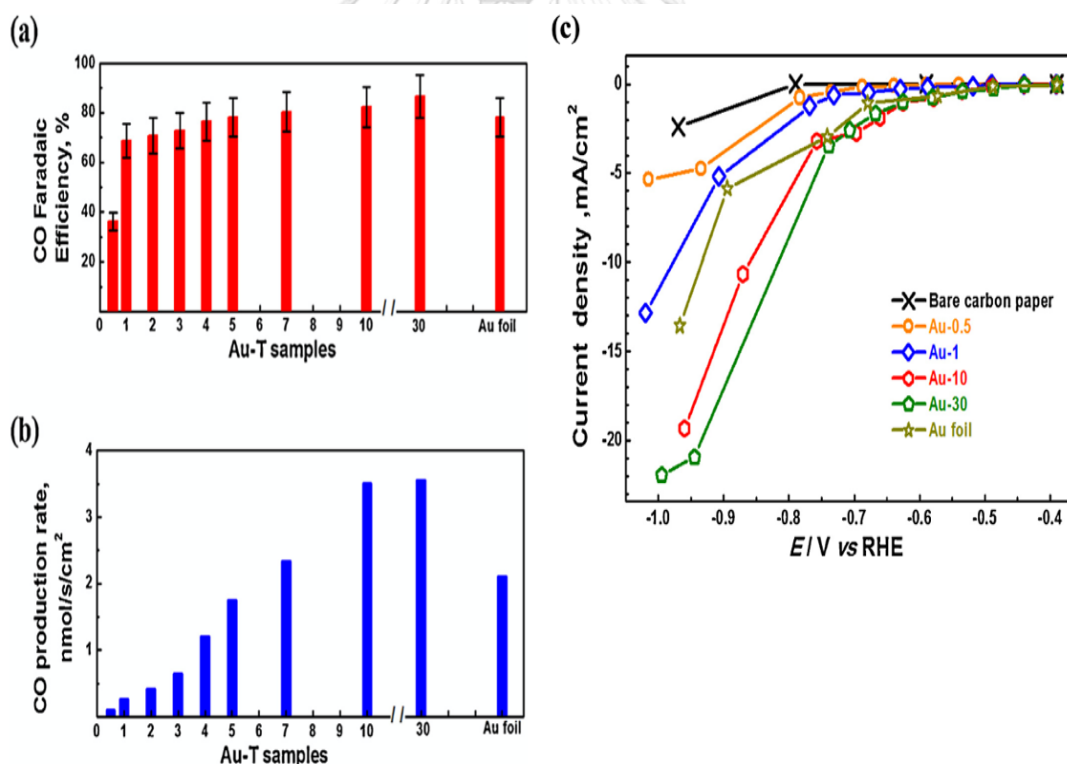 (a)
100
80
60
40
20
CO Faradaic
Efficiency, %
0 1 2 3 4 5 6 7 8 9 10 // 30 Au foil
Au-T samples
(b)
4
3
2
1
CO production rate,
nmol/s/cm²
0 1 2 3 4 5 6 7 8 9 10 // 30 Au foil
Au-T samples
(c)
0
-5
-10
-15
-20
Current density ,mA/cm²
Bare carbon paper
Au-0.5
Au-1
Au-10
Au-30
Au foil
-1.0 -0.9 -0.8 -0.7 -0.6 -0.5 -0.4
E / V vs RHE